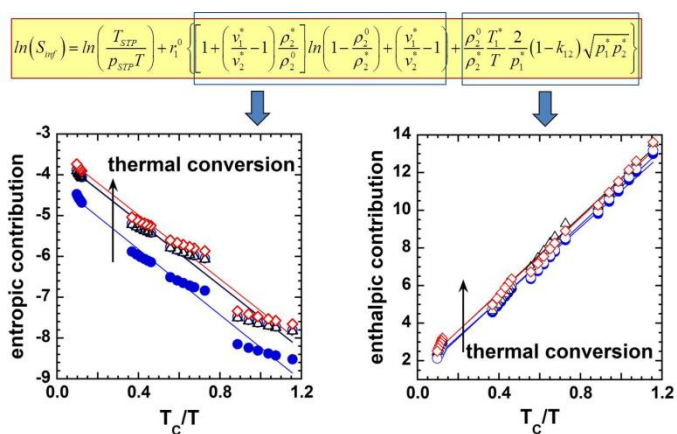 ln(S_inf) = ln(T_STP / p_STP T) + r_1^0 { [1 + (v_1^*/v_2^* − 1) ρ_2^*/ρ_2^0] ln(1 − ρ_2^0/ρ_2^*) + (v_1^*/v_2^* − 1) + ρ_2^0/ρ_2^* T_1^*/T 2/p_1^* (1 − k_12) √(p_1^* p_2^*) }
-3
-4
-5
-6
-7
-8
-9
entropic contribution
thermal conversion
0.0 0.4 0.8 1.2
T_C/T
14
12
10
8
6
4
2
enthalpic contribution
thermal conversion
0.0 0.4 0.8 1.2
T_C/T